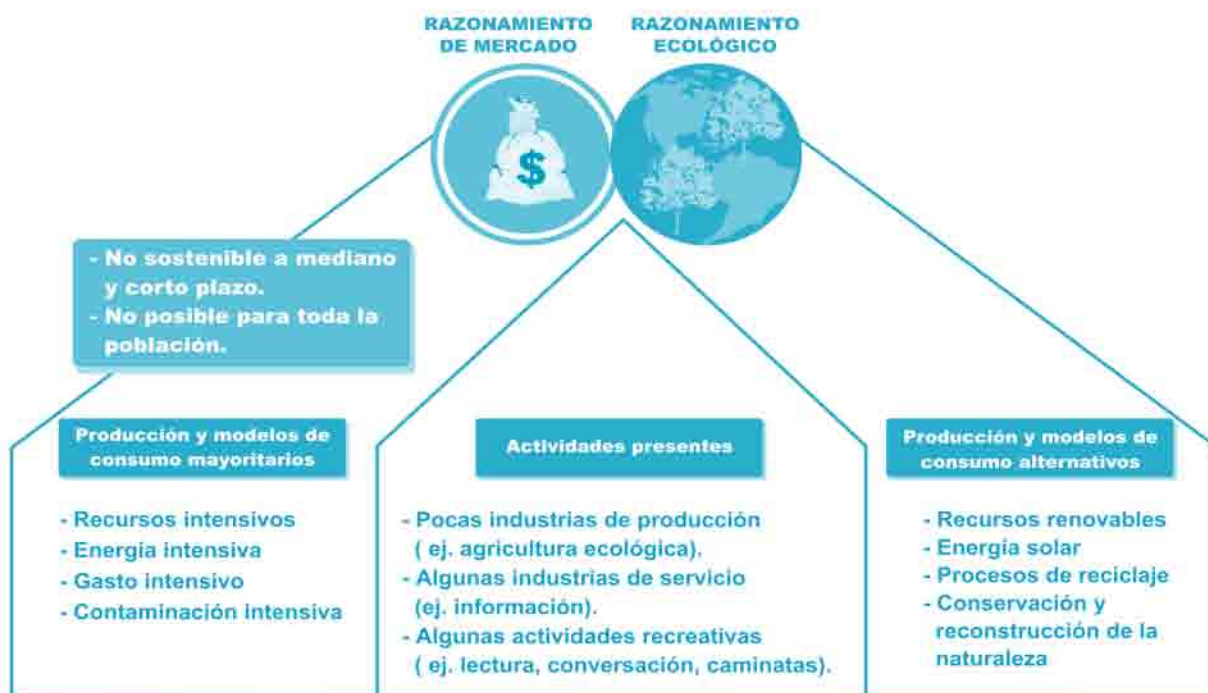 RAZONAMIENTO
DE MERCADO
RAZONAMIENTO
ECOLÓGICO
$
- No sostenible a mediano
y corto plazo.
- No posible para toda la
población.
Producción y modelos de
consumo mayoritarios
- Recursos intensivos
- Energía intensiva
- Gasto intensivo
- Contaminación intensiva
Actividades presentes
- Pocas industrias de producción
( ej. agricultura ecológica).
- Algunas industrias de servicio
(ej. información).
- Algunas actividades recreativas
( ej. lectura, conversación, caminatas).
Producción y modelos de
consumo alternativos
- Recursos renovables
- Energía solar
- Procesos de reciclaje
- Conservación y
reconstrucción de la
naturaleza